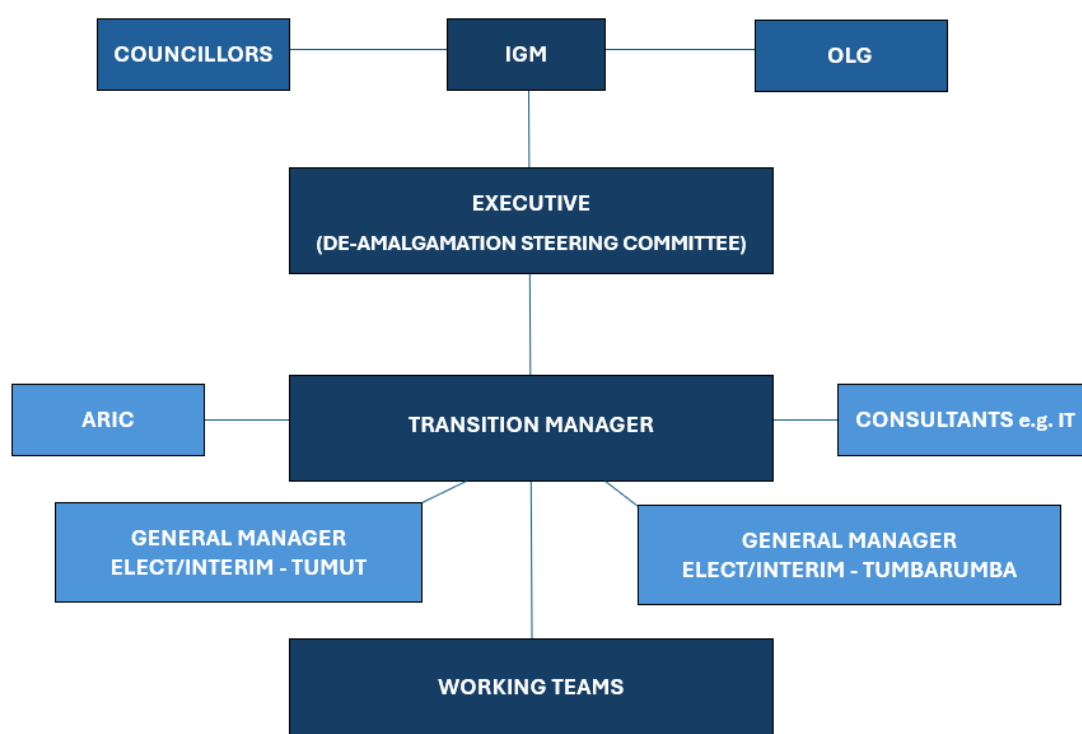 COUNCILLORS
IGM
OLG
EXECUTIVE
(DE-AMALGAMATION STEERING COMMITTEE)
ARIC
TRANSITION MANAGER
CONSULTANTS e.g. IT
GENERAL MANAGER
ELECT/INTERIM - TUMUT
GENERAL MANAGER
ELECT/INTERIM - TUMBARUMBA
WORKING TEAMS